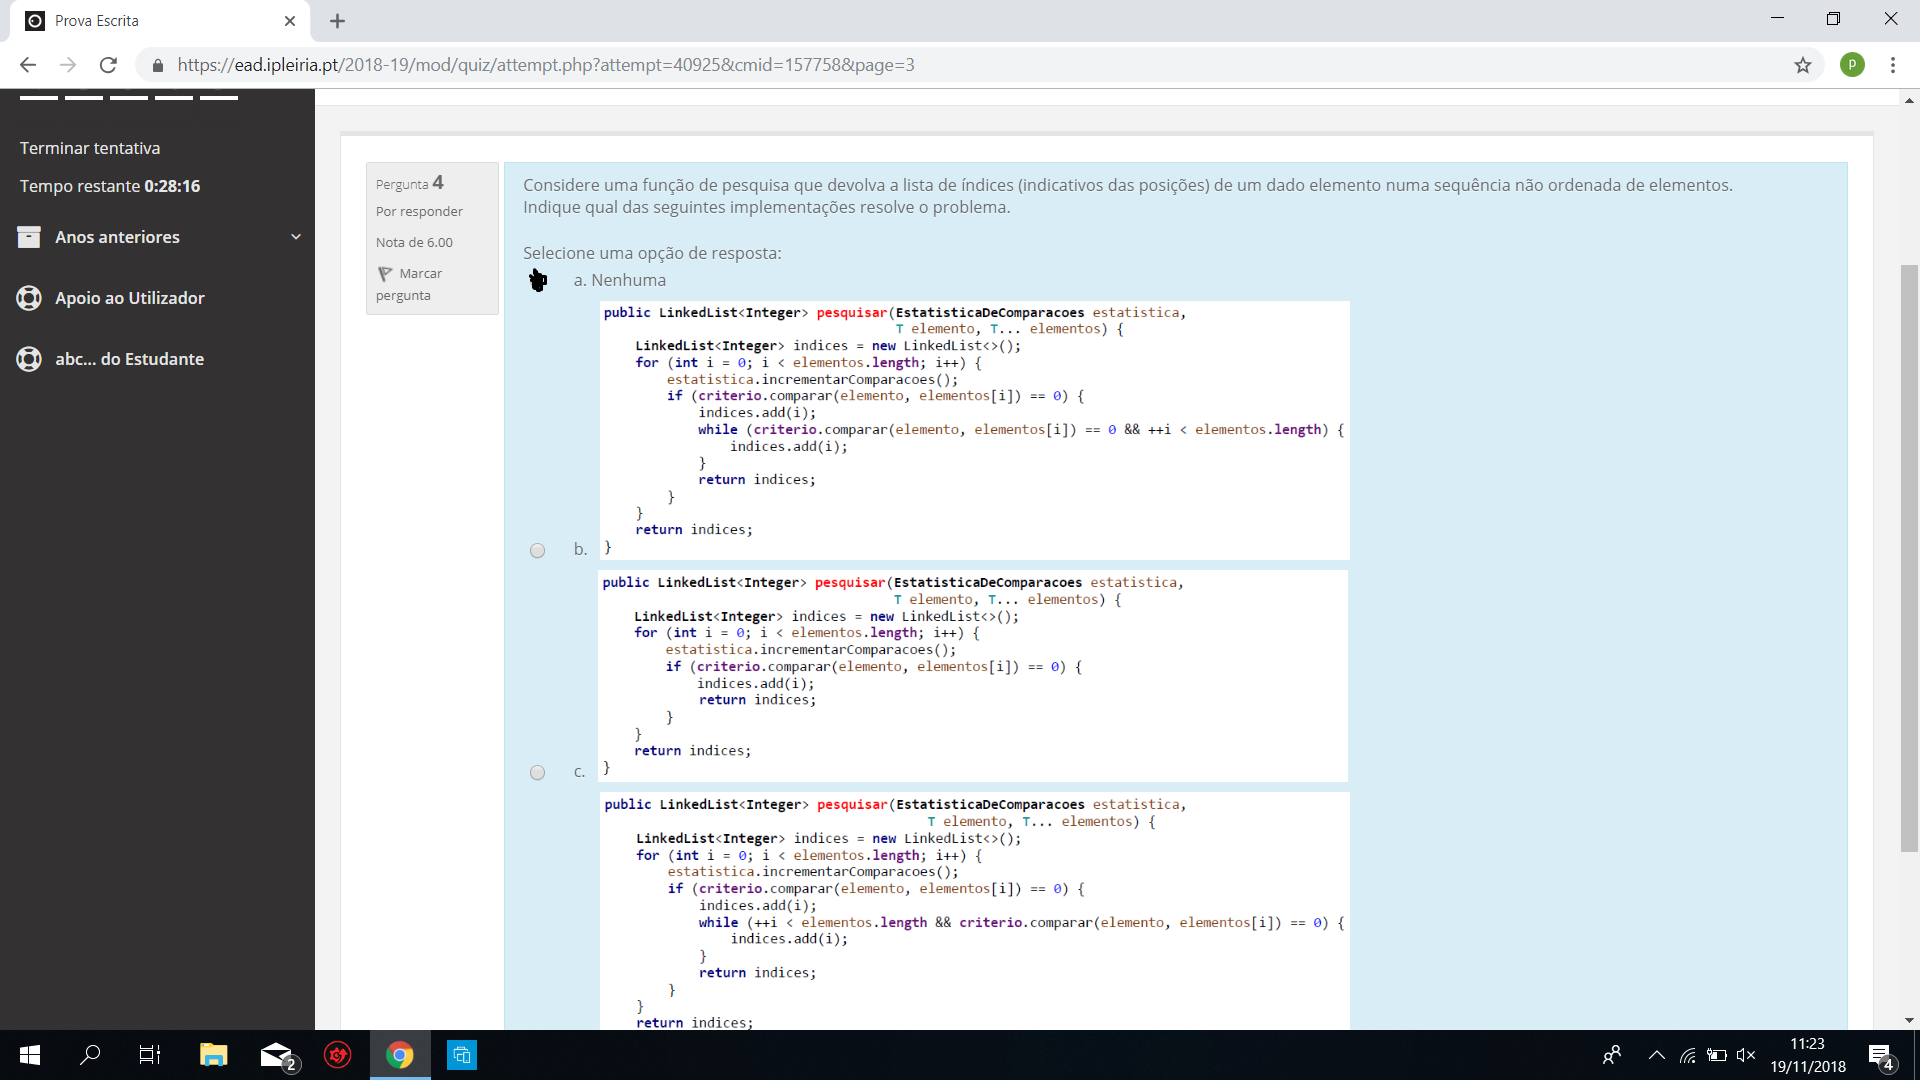 Prova Escrita
https://ead.ipleiria.pt/2018-19/mod/quiz/attempt.php?attempt=40925&cmid=157758&page=3
P
Terminar tentativa
Tempo restante 0:28:16
Anos anteriores
Apoio ao Utilizador
abc... do Estudante
Pergunta 4
Por responder
Nota de 6.00
Marcar
pergunta
Considere uma função de pesquisa que devolva a lista de índices (indicativos das posições) de um dado elemento numa sequência não ordenada de elementos.
Indique qual das seguintes implementações resolve o problema.
Selecione uma opção de resposta:
a. Nenhuma
public LinkedList<Integer> pesquisar(EstatisticaDeComparacoes estatistica,
T elemento, T... elementos) {
LinkedList<Integer> indices = new LinkedList<>();
for (int i = 0; i < elementos.length; i++) {
estatistica.incrementarComparacoes();
if (criterio.comparar(elemento, elementos[i]) == 0) {
indices.add(i);
while (criterio.comparar(elemento, elementos[i]) == 0 && ++i < elementos.length) {
indices.add(i);
}
return indices;
}
}
return indices;
b. }
public LinkedList<Integer> pesquisar(EstatisticaDeComparacoes estatistica,
T elemento, T... elementos) {
LinkedList<Integer> indices = new LinkedList<>();
for (int i = 0; i < elementos.length; i++) {
estatistica.incrementarComparacoes();
if (criterio.comparar(elemento, elementos[i]) == 0) {
indices.add(i);
return indices;
}
}
return indices;
c. }
public LinkedList<Integer> pesquisar(EstatisticaDeComparacoes estatistica,
T elemento, T... elementos) {
LinkedList<Integer> indices = new LinkedList<>();
for (int i = 0; i < elementos.length; i++) {
estatistica.incrementarComparacoes();
if (criterio.comparar(elemento, elementos[i]) == 0) {
indices.add(i);
while (++i < elementos.length && criterio.comparar(elemento, elementos[i]) == 0) {
indices.add(i);
}
return indices;
}
}
return indices;
2
11:23
19/11/2018
4